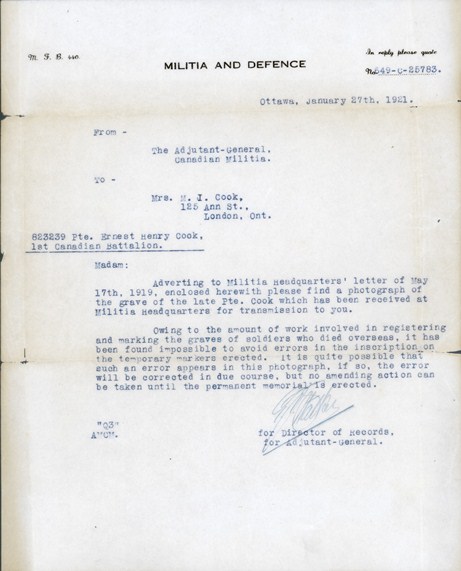 M. F. B.
In reply please quote
MILITIA AND DEFENCE
No. 649-C-25783.
Ottawa, January 27th, 1921.
From -
The Adjutant-General,
Canadian Militia.
To -
Mrs. M. J. Cook,
125 Ann St.,
London, Ont.
823239 Pte. Ernest Henry Cook,
1st Canadian Battalion.
Madam:
Adverting to Militia Headquarters' letter of May
17th, 1919, enclosed herewith please find a photograph of
the grave of the late Pte. Cook which has been received at
Militia Headquarters for transmission to you.
Owing to the amount of work involved in registering
and marking the graves of soldiers who died overseas, it has
been found impossible to avoid errors in the inscription on
the temporary markers erected. It is quite possible that
such an error appears in this photograph, if so, the error
will be corrected in due course, but no amending action can
be taken until the permanent memorial is erected.
"Q3"
AMCM.
for Director of Records,
for Adjutant-General.